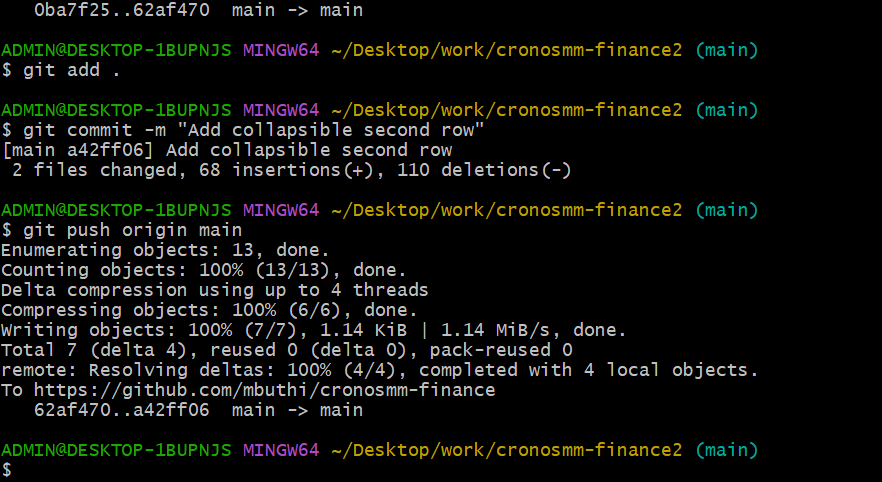 0ba7f25..62af470  main -> main
ADMIN@DESKTOP-1BUPNJS MINGW64 ~/Desktop/work/cronosmm-finance2 (main)
$ git add .
ADMIN@DESKTOP-1BUPNJS MINGW64 ~/Desktop/work/cronosmm-finance2 (main)
$ git commit -m "Add collapsible second row"
[main a42ff06] Add collapsible second row
 2 files changed, 68 insertions(+), 110 deletions(-)
ADMIN@DESKTOP-1BUPNJS MINGW64 ~/Desktop/work/cronosmm-finance2 (main)
$ git push origin main
Enumerating objects: 13, done.
Counting objects: 100% (13/13), done.
Delta compression using up to 4 threads
Compressing objects: 100% (6/6), done.
Writing objects: 100% (7/7), 1.14 KiB | 1.14 MiB/s, done.
Total 7 (delta 4), reused 0 (delta 0), pack-reused 0
remote: Resolving deltas: 100% (4/4), completed with 4 local objects.
To https://github.com/mbuthi/cronosmm-finance
   62af470..a42ff06  main -> main
ADMIN@DESKTOP-1BUPNJS MINGW64 ~/Desktop/work/cronosmm-finance2 (main)
$